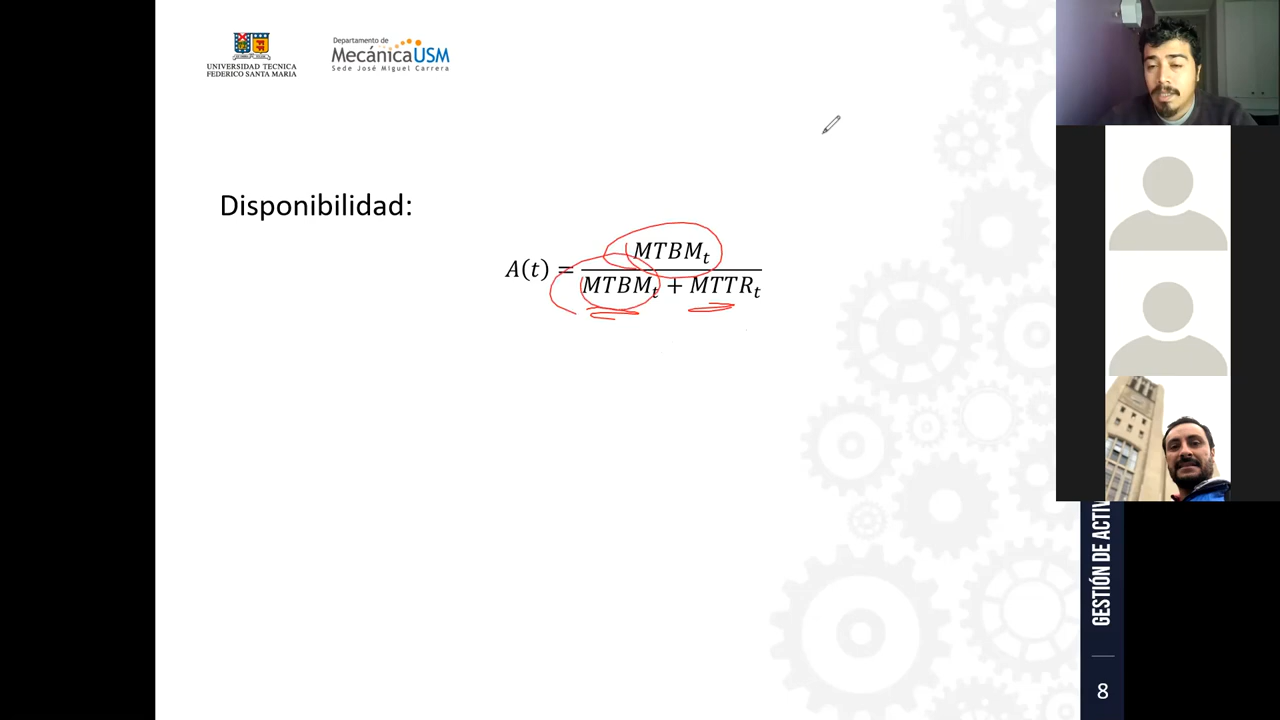 UNIVERSIDAD TECNICA
FEDERICO SANTA MARIA
Departamento de
MecánicaUSM
Sede José Miguel Carrera
Disponibilidad:
A(t) = MTBM_t / (MTBM_t + MTTR_t)
GESTIÓN DE ACTIV
8